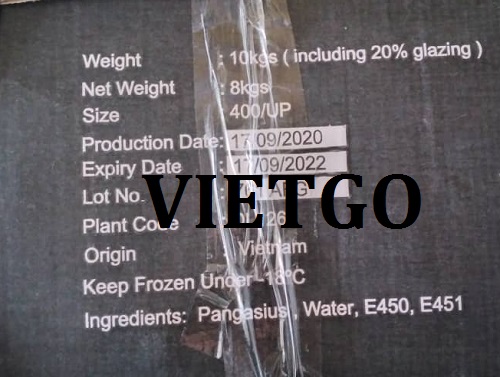 Weight : 10kgs ( including 20% glazing )
Net Weight : 8kgs
Size : 400/UP
Production Date: 17/09/2020
Expiry Date : 17/09/2022
Lot No. :
VIETGO
Plant Code
Origin : Vietnam
Keep Frozen Under -18°C
Ingredients: Pangasius , Water, E450, E451